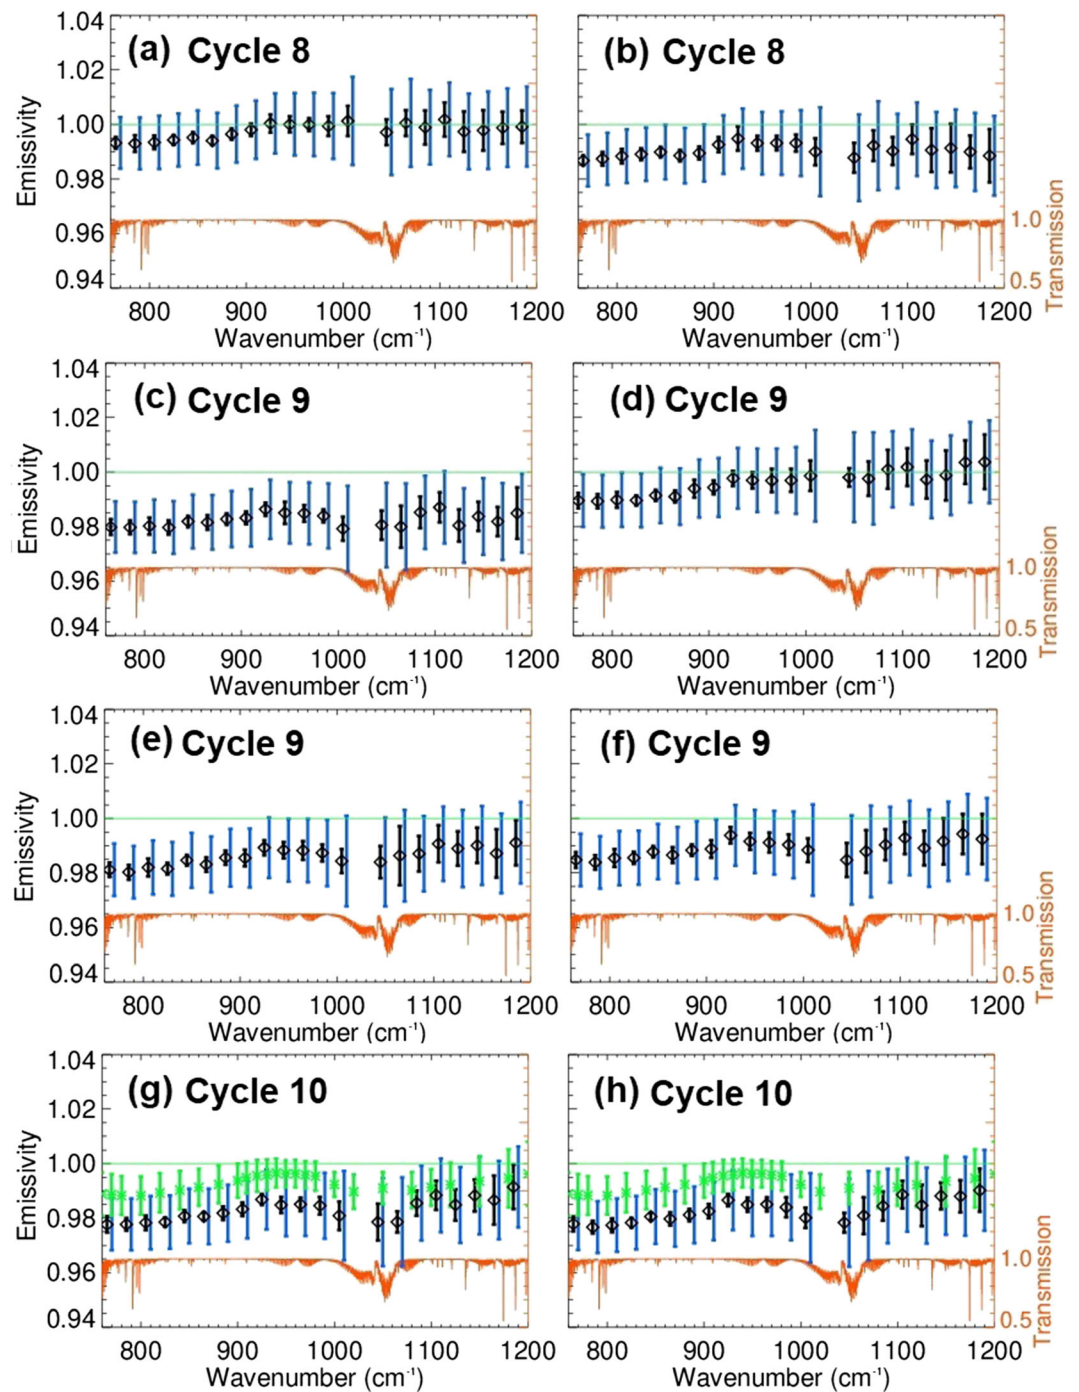 (a) Cycle 8
(b) Cycle 8
1.04
1.02
1.00
0.98
0.96
0.94
Emissivity
1.0
0.5
Transmission
800 900 1000 1100 1200
800 900 1000 1100 1200
Wavenumber (cm⁻¹)
Wavenumber (cm⁻¹)
(c) Cycle 9
(d) Cycle 9
1.04
1.02
1.00
0.98
0.96
0.94
Emissivity
1.0
0.5
Transmission
800 900 1000 1100 1200
800 900 1000 1100 1200
Wavenumber (cm⁻¹)
Wavenumber (cm⁻¹)
(e) Cycle 9
(f) Cycle 9
1.04
1.02
1.00
0.98
0.96
0.94
Emissivity
1.0
0.5
Transmission
800 900 1000 1100 1200
800 900 1000 1100 1200
Wavenumber (cm⁻¹)
Wavenumber (cm⁻¹)
(g) Cycle 10
(h) Cycle 10
1.04
1.02
1.00
0.98
0.96
0.94
Emissivity
1.0
0.5
Transmission
800 900 1000 1100 1200
800 900 1000 1100 1200
Wavenumber (cm⁻¹)
Wavenumber (cm⁻¹)